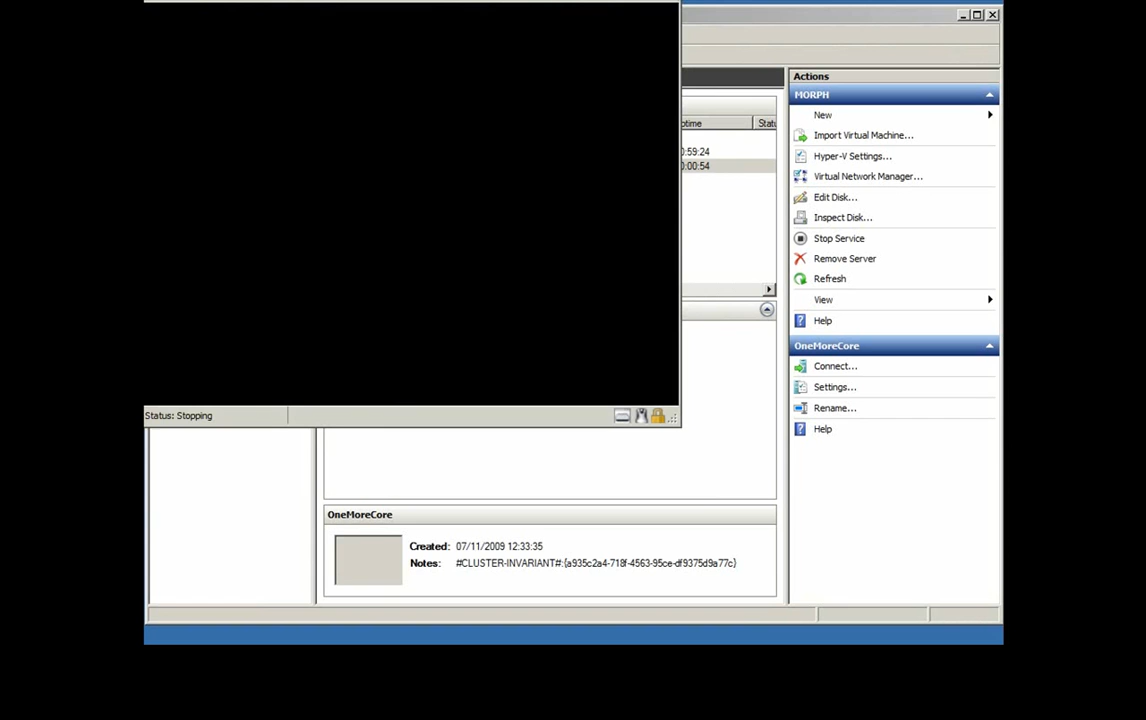 Actions
MORPH
New
Import Virtual Machine...
Hyper-V Settings...
Virtual Network Manager...
Edit Disk...
Inspect Disk...
Stop Service
Remove Server
Refresh
View
Help
OneMoreCore
Connect...
Settings...
Rename...
Help
Status: Stopping
OneMoreCore
Created: 07/11/2009 12:33:35
Notes: #CLUSTER-INVARIANT#:{a935c2a4-718f-4563-95ce-df9375d9a77c}